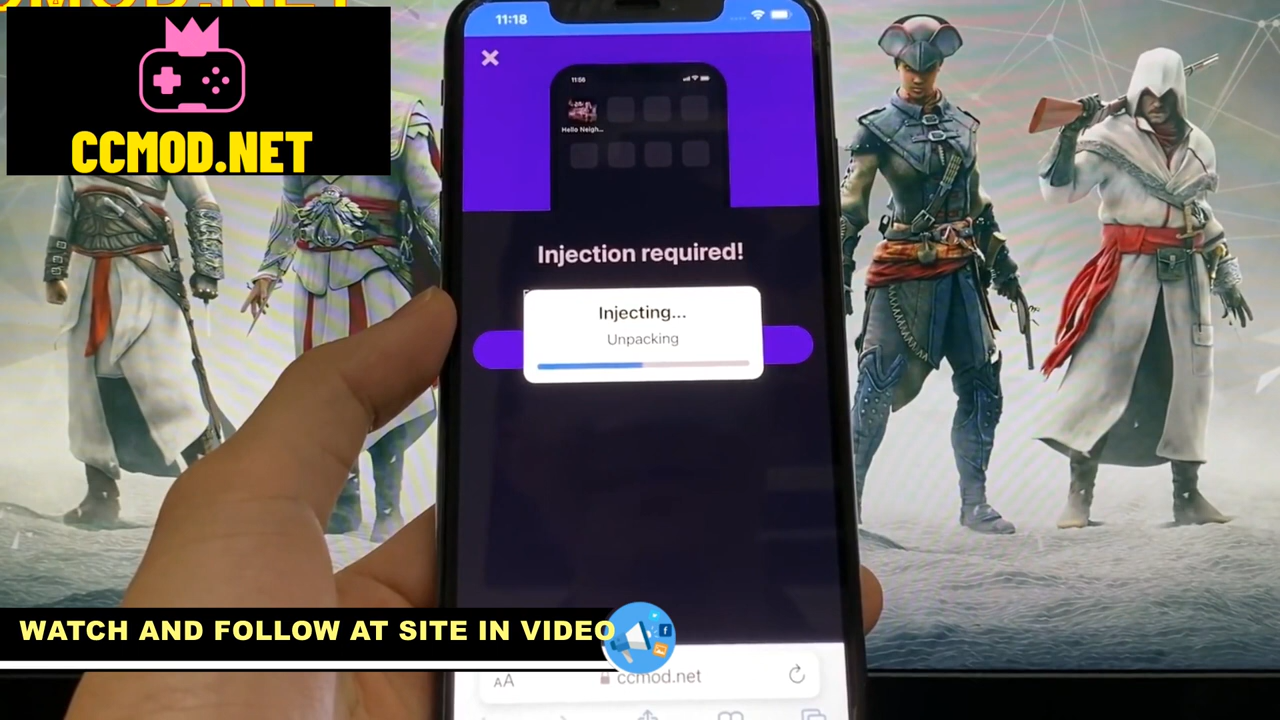 CCMOD.NET
11:18
11:56
Hello Neigh...
Injection required!
Injecting...
Unpacking
WATCH AND FOLLOW AT SITE IN VIDEO
AA
ccmod.net